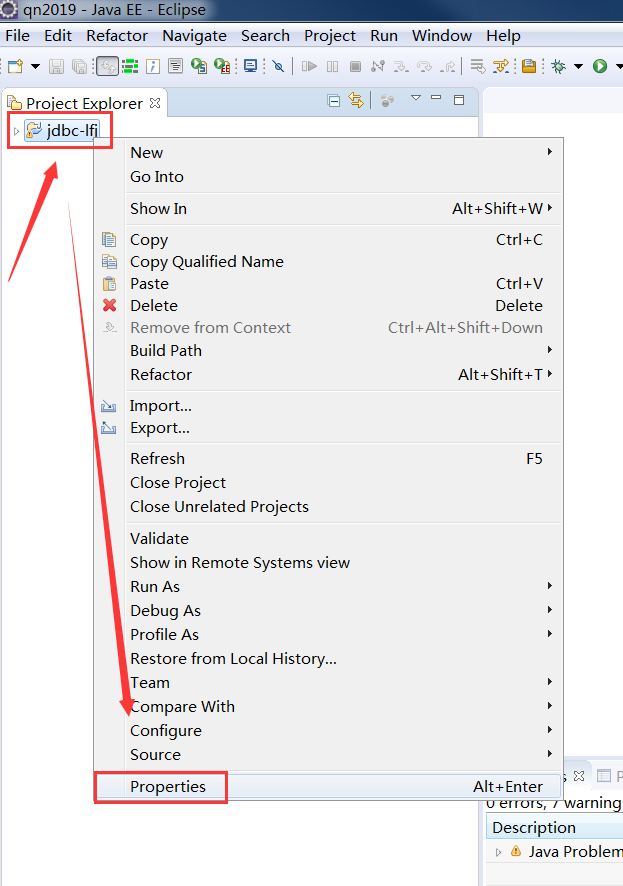 qn2019 - Java EE - Eclipse
File Edit Refactor Navigate Search Project Run Window Help
Project Explorer
jdbc-lfj
New
Go Into
Show In Alt+Shift+W
Copy Ctrl+C
Copy Qualified Name
Paste Ctrl+V
Delete Delete
Remove from Context Ctrl+Alt+Shift+Down
Build Path
Refactor Alt+Shift+T
Import...
Export...
Refresh F5
Close Project
Close Unrelated Projects
Validate
Show in Remote Systems view
Run As
Debug As
Profile As
Restore from Local History...
Team
Compare With
Configure
Source
Properties Alt+Enter
0 errors, 7 warning
Description
Java Problem